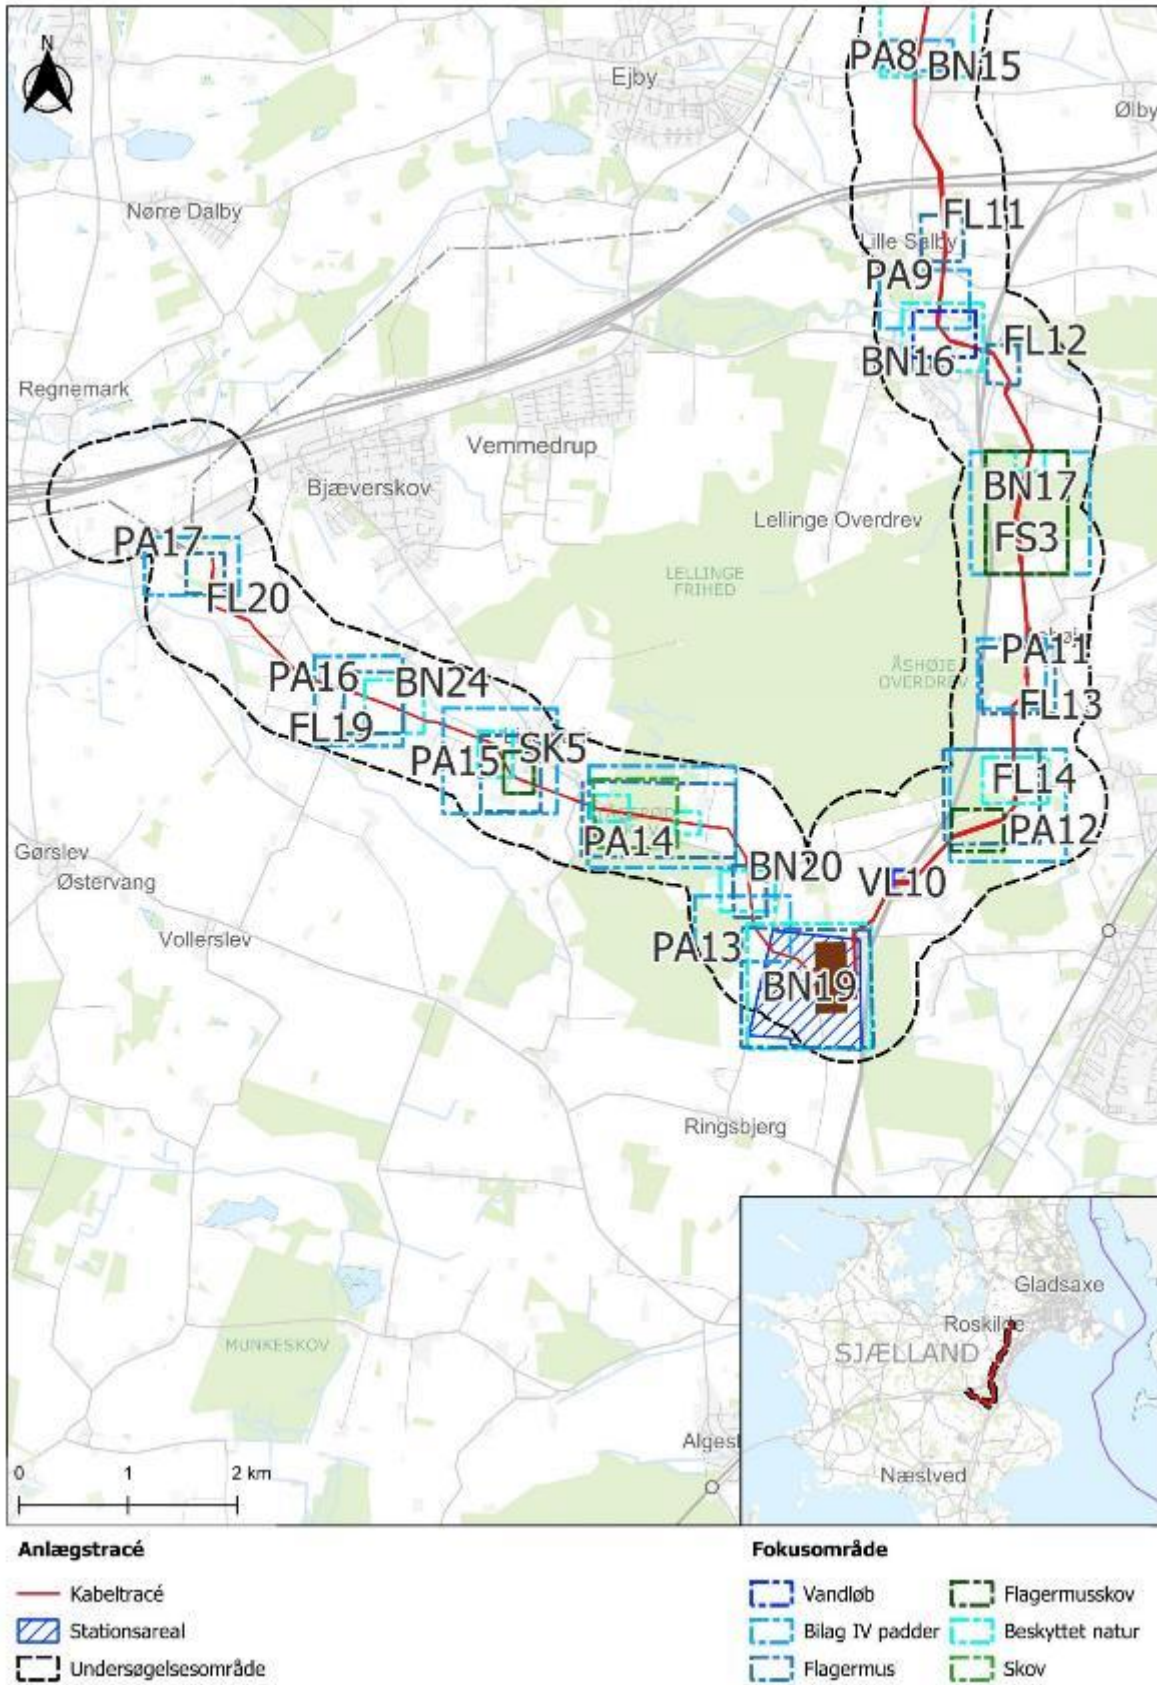 N
Ejby
PA8
BN15
Ølby
Nørre Dalby
FL11
Lille Salby
PA9
BN16
FL12
Regnemark
Vemmedrup
Bjæverskov
BN17
Lellinge Overdrev
FS3
PA17
LELLINGE
FRIHED
FL20
ÅSHØJE
OVERDREV
PA11
PA16
BN24
FL13
FL19
SK5
PA15
FL14
PA14
PA12
Gørslev
Østervang
BN20
VL10
Vollerslev
PA13
BN19
Ringsbjerg
MUNKESKOV
Gladsaxe
Roskilde
SJÆLLAND
Næstved
0 1 2 km
Anlægstracé
Kabeltracé
Stationsareal
Undersøgelsesområde
Fokusområde
Vandløb
Bilag IV padder
Flagermus
Flagermusskov
Beskyttet natur
Skov